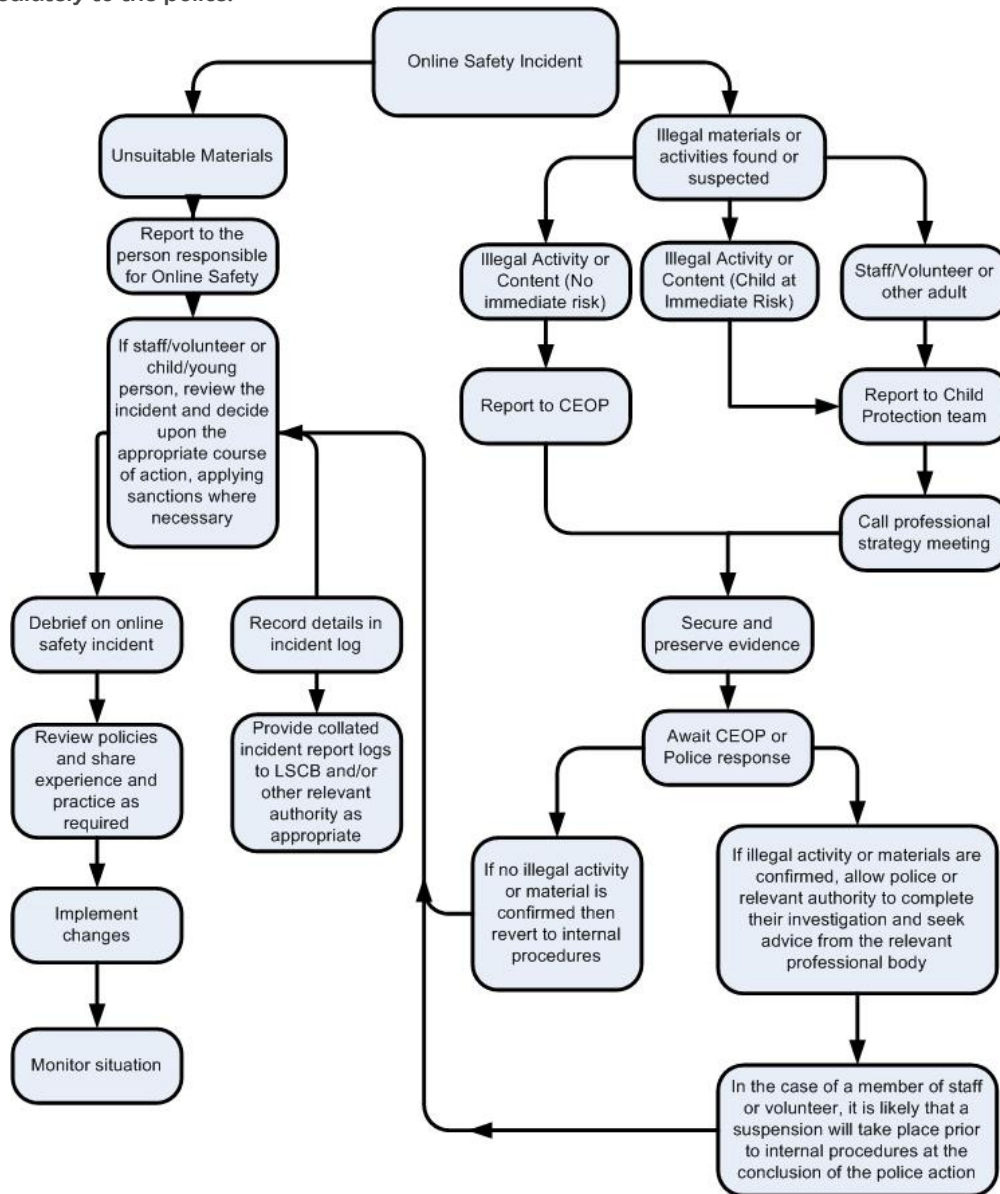 Online Safety Incident
Unsuitable Materials
Illegal materials or
activities found or
suspected
Report to the
person responsible
for Online Safety
Illegal Activity or
Content (No
immediate risk)
Illegal Activity or
Content (Child at
Immediate Risk)
Staff/Volunteer or
other adult
If staff/volunteer or
child/young
person, review the
incident and decide
upon the
appropriate course
of action, applying
sanctions where
necessary
Report to CEOP
Report to Child
Protection team
Call professional
strategy meeting
Debrief on online
safety incident
Record details in
incident log
Secure and
preserve evidence
Review policies
and share
experience and
practice as
required
Provide collated
incident report logs
to LSCB and/or
other relevant
authority as
appropriate
Await CEOP or
Police response
If no illegal activity
or material is
confirmed then
revert to internal
procedures
If illegal activity or materials are
confirmed, allow police or
relevant authority to complete
their investigation and seek
advice from the relevant
professional body
Implement
changes
Monitor situation
In the case of a member of staff
or volunteer, it is likely that a
suspension will take place prior
to internal procedures at the
conclusion of the police action